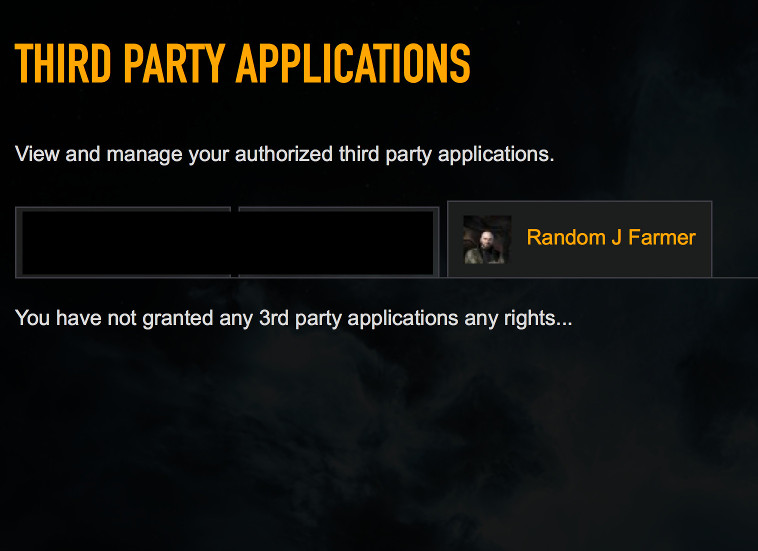 THIRD PARTY APPLICATIONS
View and manage your authorized third party applications.
Random J Farmer
You have not granted any 3rd party applications any rights...